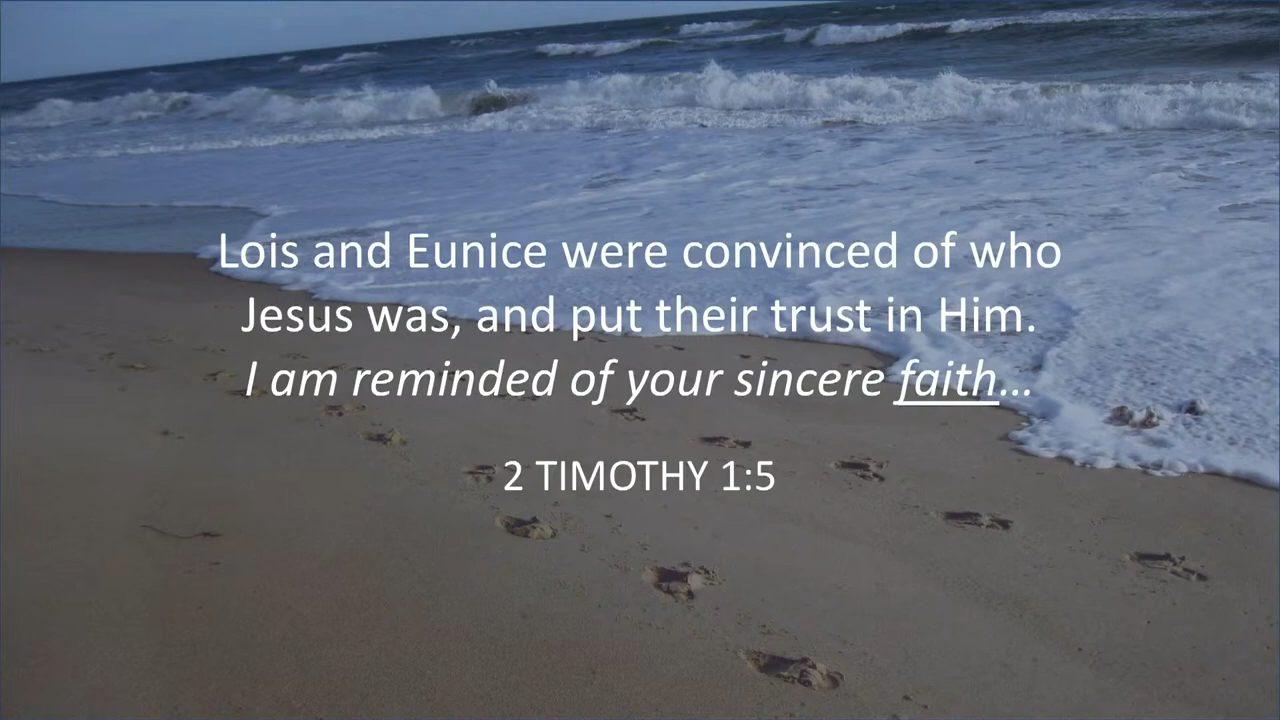 Lois and Eunice were convinced of who
Jesus was, and put their trust in Him.
I am reminded of your sincere faith…
2 TIMOTHY 1:5